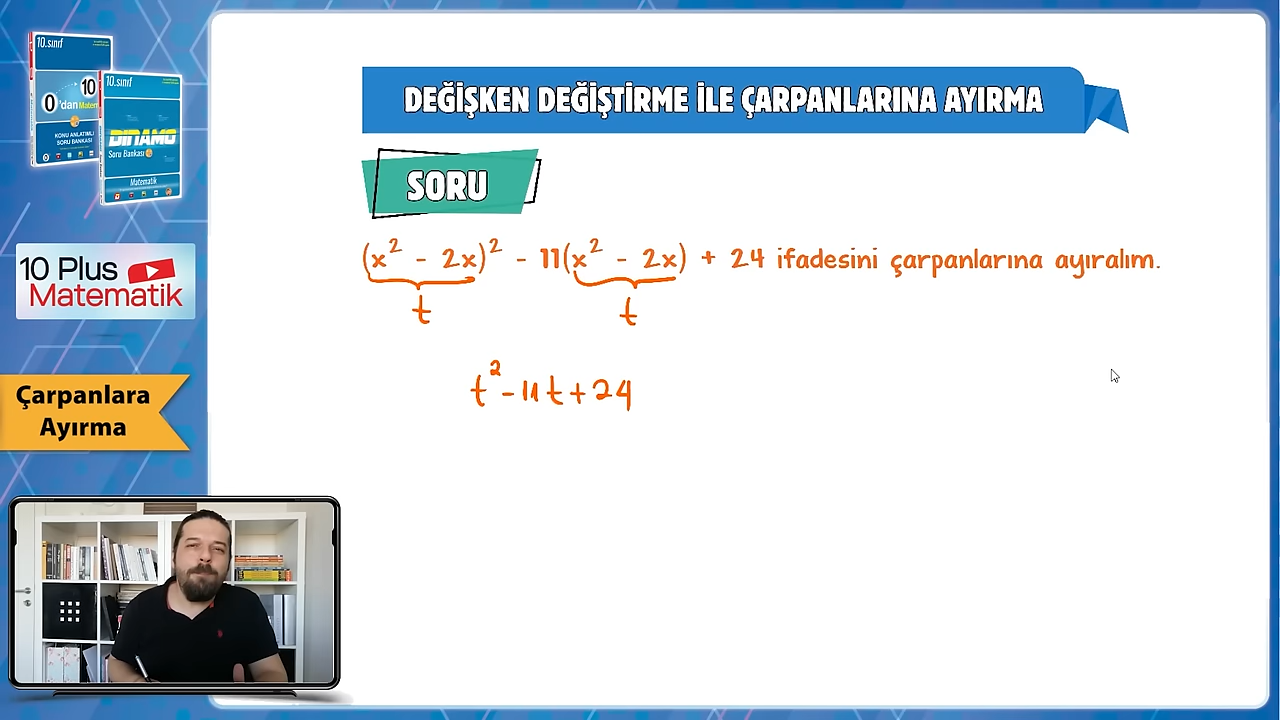 10.sınıf
10.sınıf
0'dan 10
Matem
KONU ANLATIMLI
SORU BANKASI
DINAMO
Soru Bankası
Matematik
10 Plus
Matematik
Çarpanlara
Ayırma
DEĞİŞKEN DEĞİŞTİRME İLE ÇARPANLARINA AYIRMA
SORU
(x² - 2x)² - 11(x² - 2x) + 24 ifadesini çarpanlarına ayıralım.
t t
t² - 11t + 24